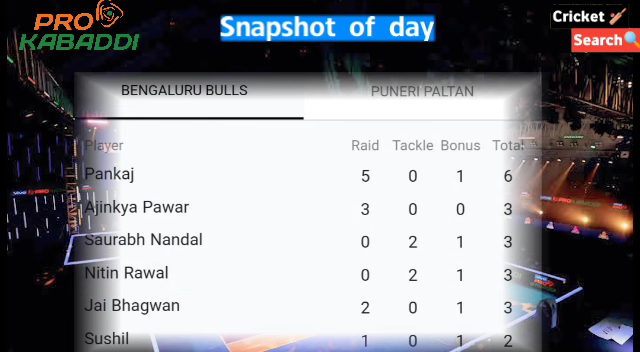 PRO
KABADDI
Snapshot of day
Cricket
Search
BENGALURU BULLS PUNERI PALTAN
Player Raid Tackle Bonus Total
Pankaj 5 0 1 6
Ajinkya Pawar 3 0 0 3
Saurabh Nandal 0 2 1 3
Nitin Rawal 0 2 1 3
Jai Bhagwan 2 0 1 3
Sushil 1 0 1 2